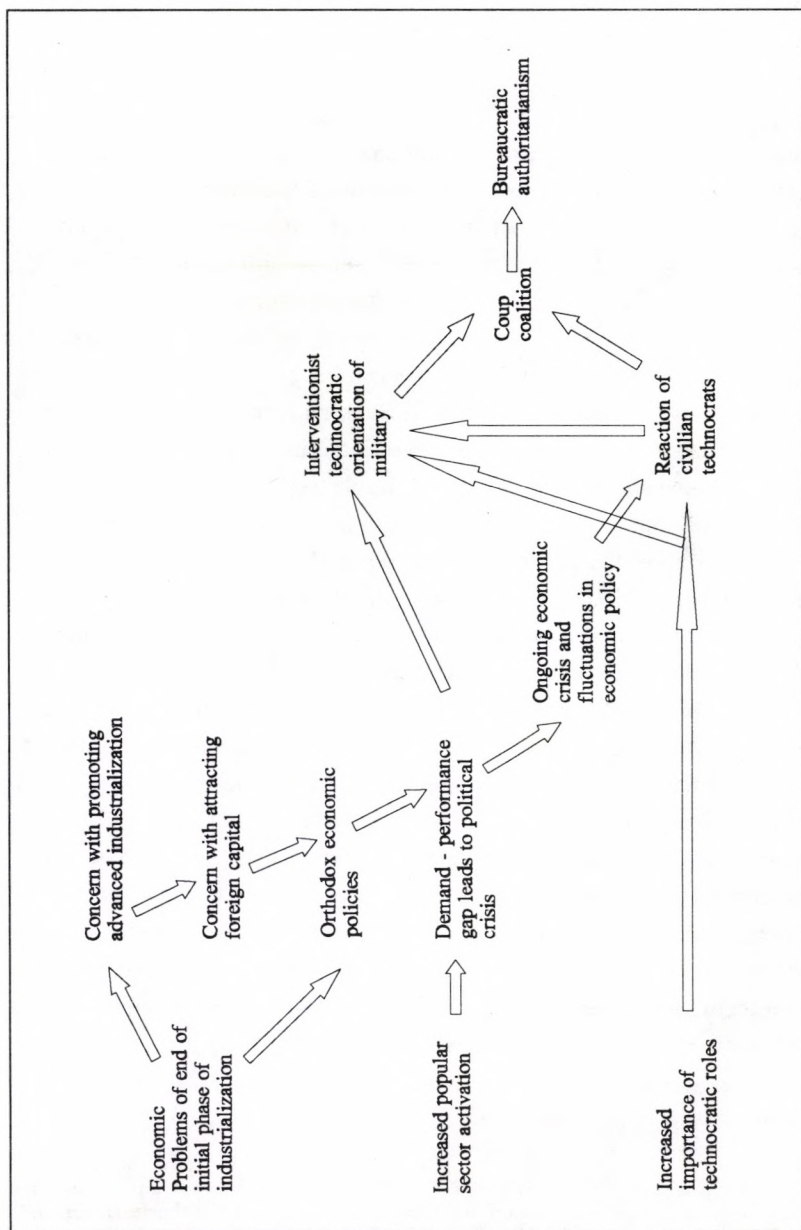 Economic
Problems of end of
initial phase of
industrialization
Increased popular
sector activation
Increased
importance of
technocratic roles
Concern with promoting
advanced industrialization
Concern with attracting
foreign capital
Orthodox economic
policies
Demand - performance
gap leads to political
crisis
Ongoing economic
crisis and
fluctuations in
economic policy
Interventionist
technocratic
orientation of
military
Reaction of
civilian
technocrats
Coup
coalition
Bureaucratic
authoritarianism